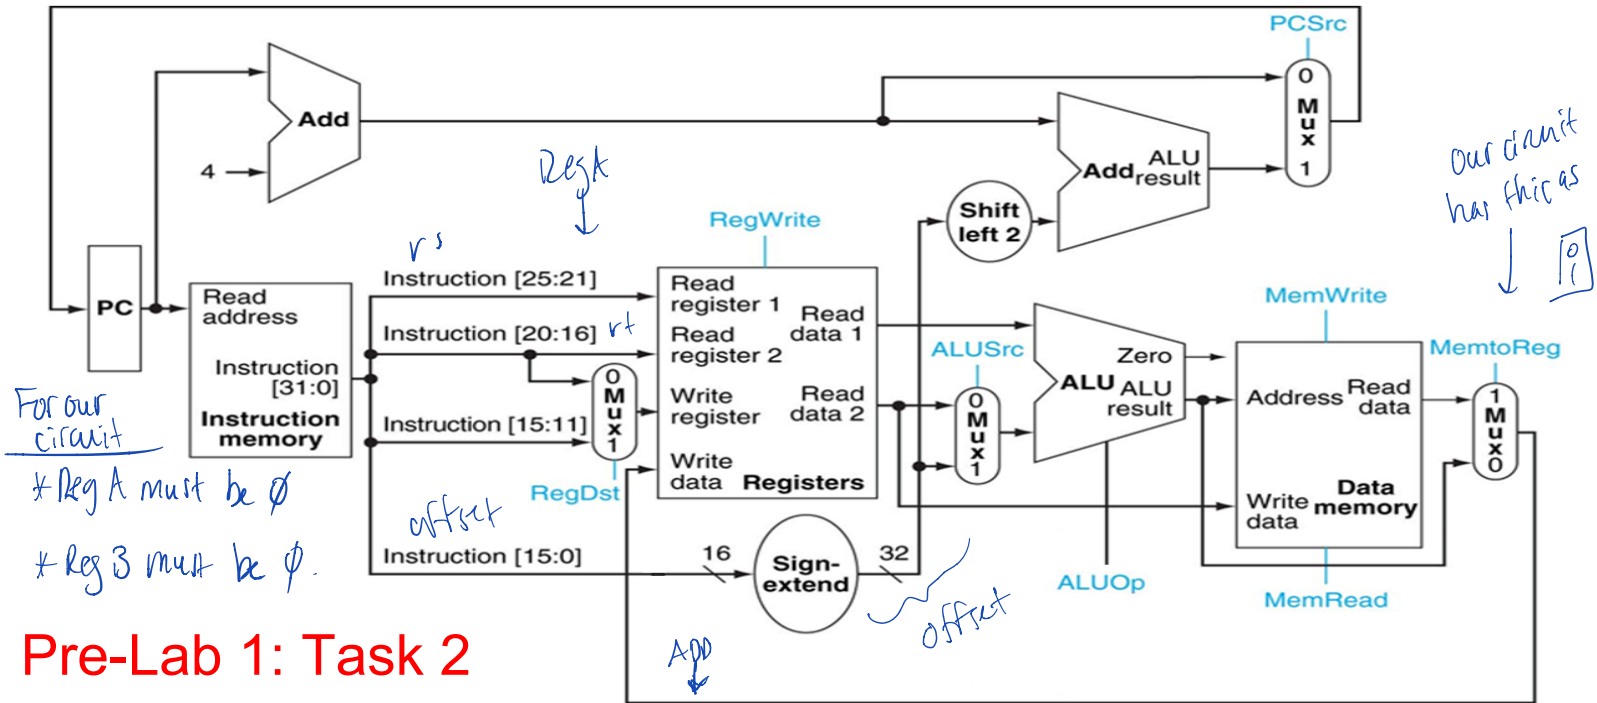 PCSrc
0
Mux
1
Add
4
Add ALU result
Shift left 2
our circuit
has this as
0
1
RegA
RegWrite
rs
Instruction [25:21]
Instruction [20:16]
rt
Instruction [15:11]
offset
Instruction [15:0]
PC
Read address
Instruction [31:0]
Instruction memory
0
Mux
1
RegDst
Read register 1
Read register 2
Write register
Write data
Read data 1
Read data 2
Registers
ALUSrc
0
Mux
1
Zero
ALU ALU result
ALUOp
MemWrite
Address
Read data
Write data
Data memory
MemRead
MemtoReg
1
Mux
0
For our
circuit
* Reg A must be ϕ
* Reg B must be ϕ.
16
Sign-extend
32
offset
ADD
Pre-Lab 1: Task 2